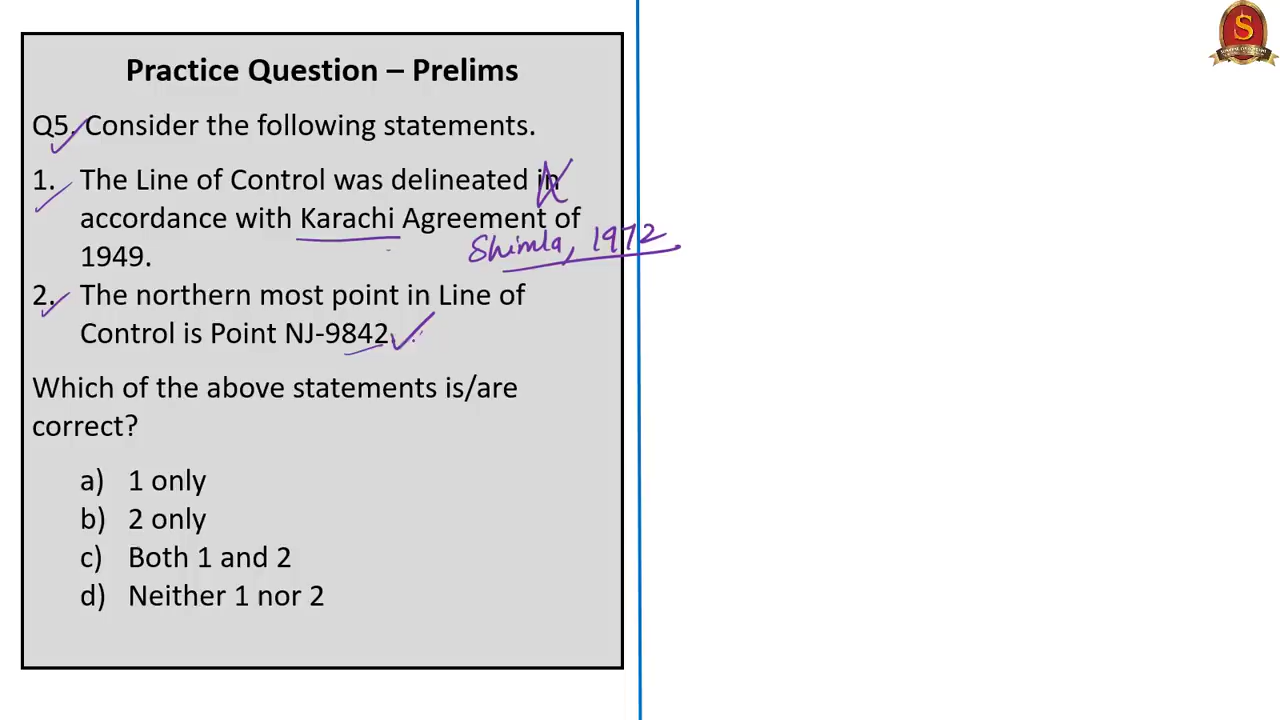 Practice Question – Prelims
Q5. Consider the following statements.
1. The Line of Control was delineated in
accordance with Karachi Agreement of
1949.
Shimla, 1972
2. The northern most point in Line of
Control is Point NJ-9842.
Which of the above statements is/are
correct?
a) 1 only
b) 2 only
c) Both 1 and 2
d) Neither 1 nor 2
S